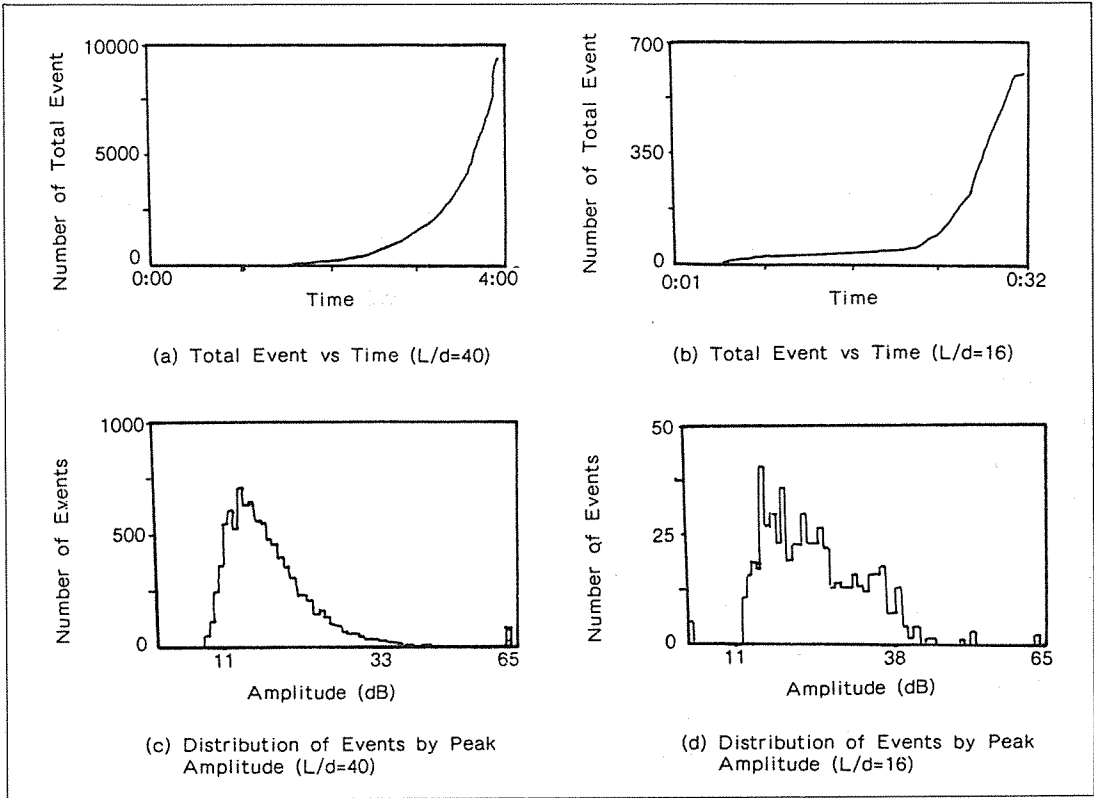 10000
5000
0
Number of Total Event
0:00
4:00
Time
(a) Total Event vs Time (L/d=40)
700
350
0
Number of Total Event
0:01
0:32
Time
(b) Total Event vs Time (L/d=16)
1000
500
0
Number of Events
11
33
65
Amplitude (dB)
(c) Distribution of Events by Peak
Amplitude (L/d=40)
50
25
0
Number of Events
11
38
65
Amplitude (dB)
(d) Distribution of Events by Peak
Amplitude (L/d=16)